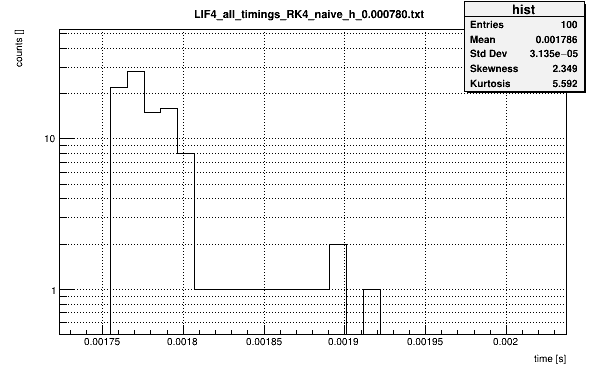 LIF4_all_timings_RK4_naive_h_0.000780.txt
hist
Entries 100
Mean 0.001786
Std Dev 3.135e−05
Skewness 2.349
Kurtosis 5.592
counts []
10
1
0.00175 0.0018 0.00185 0.0019 0.00195 0.002
time [s]